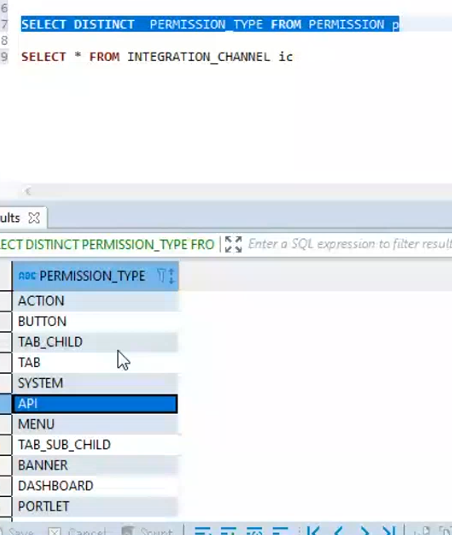 6
7 SELECT DISTINCT PERMISSION_TYPE FROM PERMISSION p
8
9 SELECT * FROM INTEGRATION_CHANNEL ic
ults
ECT DISTINCT PERMISSION_TYPE FRO Enter a SQL expression to filter result
ABC PERMISSION_TYPE
ACTION
BUTTON
TAB_CHILD
TAB
SYSTEM
API
MENU
TAB_SUB_CHILD
BANNER
DASHBOARD
PORTLET
Save Cancel Script